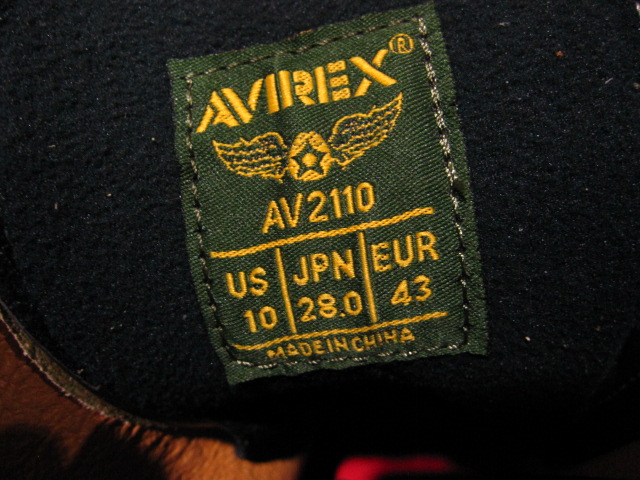 AVIREX®
AV2110
US JPN EUR
10 28.0 43
MADE IN CHINA